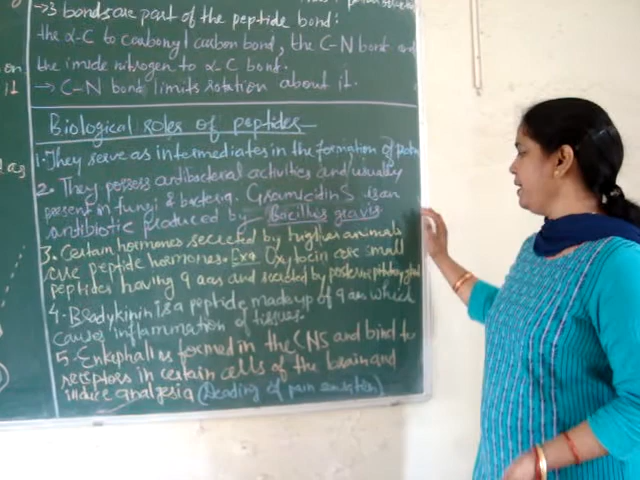 →3 bonds are part of the peptide bond:
the α-C to carbonyl carbon bond, the C-N bond and
the imide nitrogen to α-C bond.
→ C-N bond limits rotation about it.
Biological roles of peptides
1. They serve as intermediates in the formation of protein
2. They possess antibacterial activities and usually
present in fungi & bacteria. Gramicidin S is an
antibiotic produced by Bacillus gravis
3. Certain hormones secreted by higher animals
are peptide hormones. Exa Oxytocin are small
peptides having 9 aas and secreted by posterior pituitary gland
4. Bradykinin is a peptide made up of 9 aas which
causes inflammation of tissues.
5. Enkephalins formed in the CNS and bind to
receptors in certain cells of the brain and
induce analgesia (Deading of pain sensation)